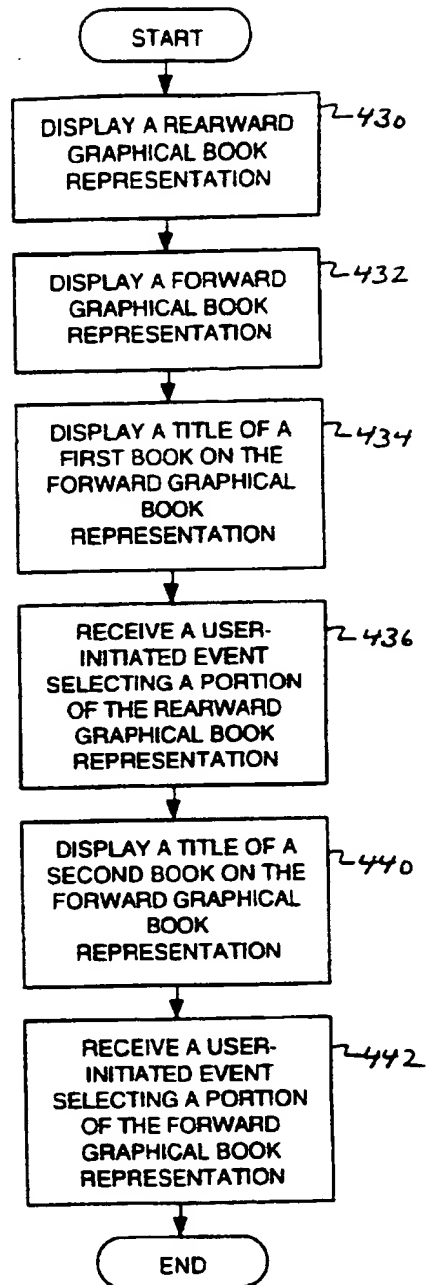 START
DISPLAY A REARWARD
GRAPHICAL BOOK
REPRESENTATION
430
DISPLAY A FORWARD
GRAPHICAL BOOK
REPRESENTATION
432
DISPLAY A TITLE OF A
FIRST BOOK ON THE
FORWARD GRAPHICAL
BOOK
REPRESENTATION
434
RECEIVE A USER-
INITIATED EVENT
SELECTING A PORTION
OF THE REARWARD
GRAPHICAL BOOK
REPRESENTATION
436
DISPLAY A TITLE OF A
SECOND BOOK ON THE
FORWARD GRAPHICAL
BOOK
REPRESENTATION
440
RECEIVE A USER-
INITIATED EVENT
SELECTING A PORTION
OF THE FORWARD
GRAPHICAL BOOK
REPRESENTATION
442
END